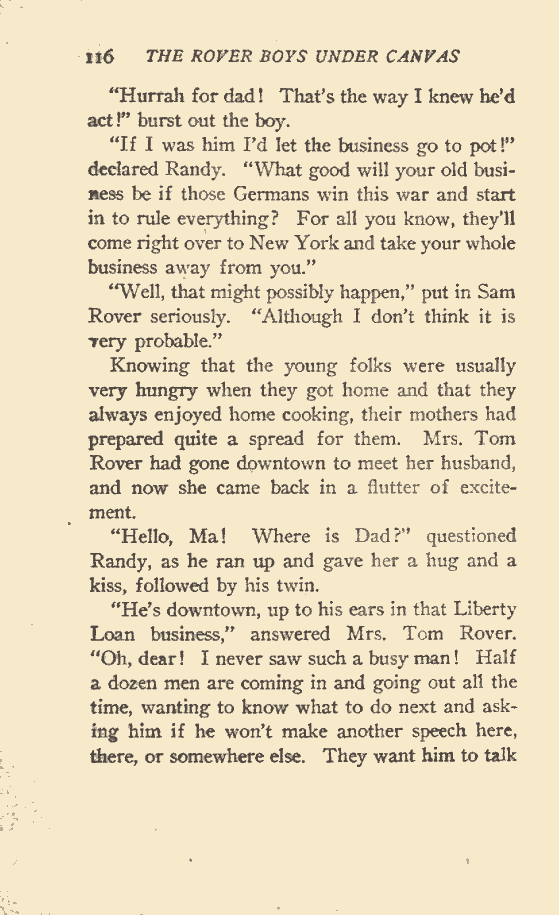 116 THE ROVER BOYS UNDER CANVAS
"Hurrah for dad! That's the way I knew he'd
act!" burst out the boy.
"If I was him I'd let the business go to pot!"
declared Randy. "What good will your old busi-
ness be if those Germans win this war and start
in to rule everything? For all you know, they'll
come right over to New York and take your whole
business away from you."
"Well, that might possibly happen," put in Sam
Rover seriously. "Although I don't think it is
very probable."
Knowing that the young folks were usually
very hungry when they got home and that they
always enjoyed home cooking, their mothers had
prepared quite a spread for them. Mrs. Tom
Rover had gone downtown to meet her husband,
and now she came back in a flutter of excite-
ment.
"Hello, Ma! Where is Dad?" questioned
Randy, as he ran up and gave her a hug and a
kiss, followed by his twin.
"He's downtown, up to his ears in that Liberty
Loan business," answered Mrs. Tom Rover.
"Oh, dear! I never saw such a busy man! Half
a dozen men are coming in and going out all the
time, wanting to know what to do next and ask-
ing him if he won't make another speech here,
there, or somewhere else. They want him to talk